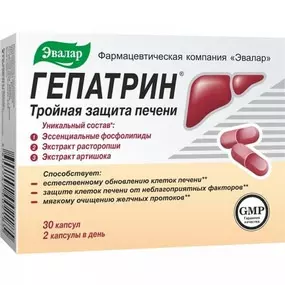 Эвалар
Фармацевтическая компания "Эвалар"
ГЕПАТРИН®
Тройная защита печени
Уникальный состав*:
1 Эссенциальные фосфолипиды
2 Экстракт расторопши
3 Экстракт артишока
Способствует:
естественному обновлению клеток печени**
защите клеток печени от неблагоприятных факторов**
мягкому очищению желчных протоков**
30 капсул
2 капсулы в день
GMP
Гарантия качества